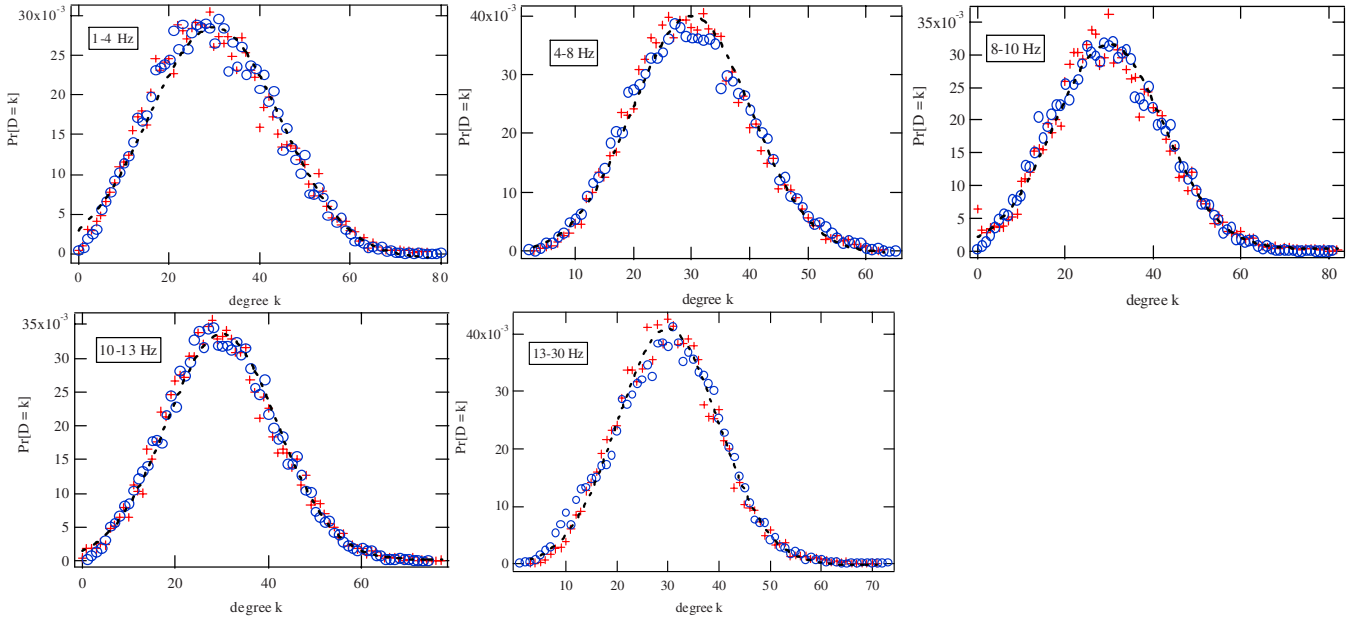 30x10-3
25
20
15
10
5
0
Pr[D = k]
1-4 Hz
0 20 40 60 80
degree k
40x10-3
30
20
10
0
Pr[D = k]
4-8 Hz
10 20 30 40 50 60
degree k
35x10-3
30
25
20
15
10
5
0
Pr[D = k]
8-10 Hz
0 20 40 60 80
degree k
35x10-3
30
25
20
15
10
5
0
Pr[D = k]
10-13 Hz
0 20 40 60
degree k
40x10-3
30
20
10
0
Pr[D = k]
13-30 Hz
10 20 30 40 50 60 70
degree k